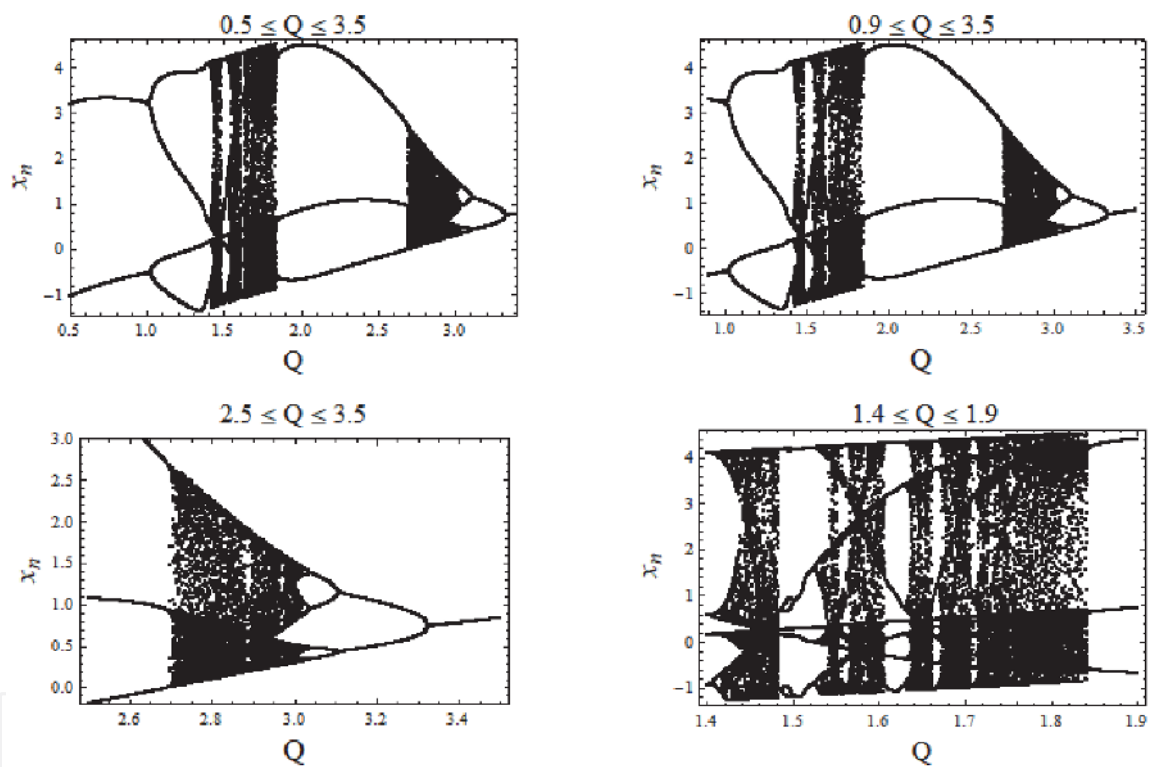 0.5 ≤ Q ≤ 3.5
4
3
2
1
0
−1
x_n
0.5 1.0 1.5 2.0 2.5 3.0
Q
0.9 ≤ Q ≤ 3.5
4
3
2
1
0
−1
x_n
1.0 1.5 2.0 2.5 3.0 3.5
Q
2.5 ≤ Q ≤ 3.5
3.0
2.5
2.0
1.5
1.0
0.5
0.0
x_n
2.6 2.8 3.0 3.2 3.4
Q
1.4 ≤ Q ≤ 1.9
4
3
2
1
0
−1
x_n
1.4 1.5 1.6 1.7 1.8 1.9
Q